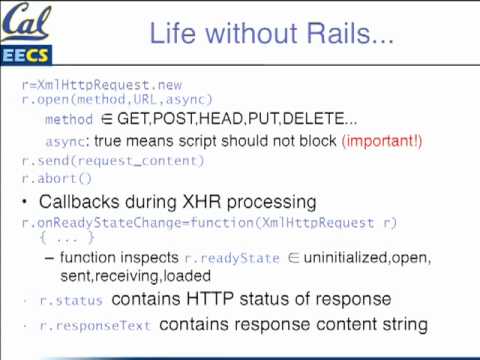 Cal
EECS
Life without Rails...
r=XmlHttpRequest.new
r.open(method,URL,async)
method ∈ GET,POST,HEAD,PUT,DELETE...
async: true means script should not block (important!)
r.send(request_content)
r.abort()
• Callbacks during XHR processing
r.onReadyStateChange=function(XmlHttpRequest r)
{ ... }
– function inspects r.readyState ∈ uninitialized,open,
sent,receiving,loaded
· r.status contains HTTP status of response
· r.responseText contains response content string